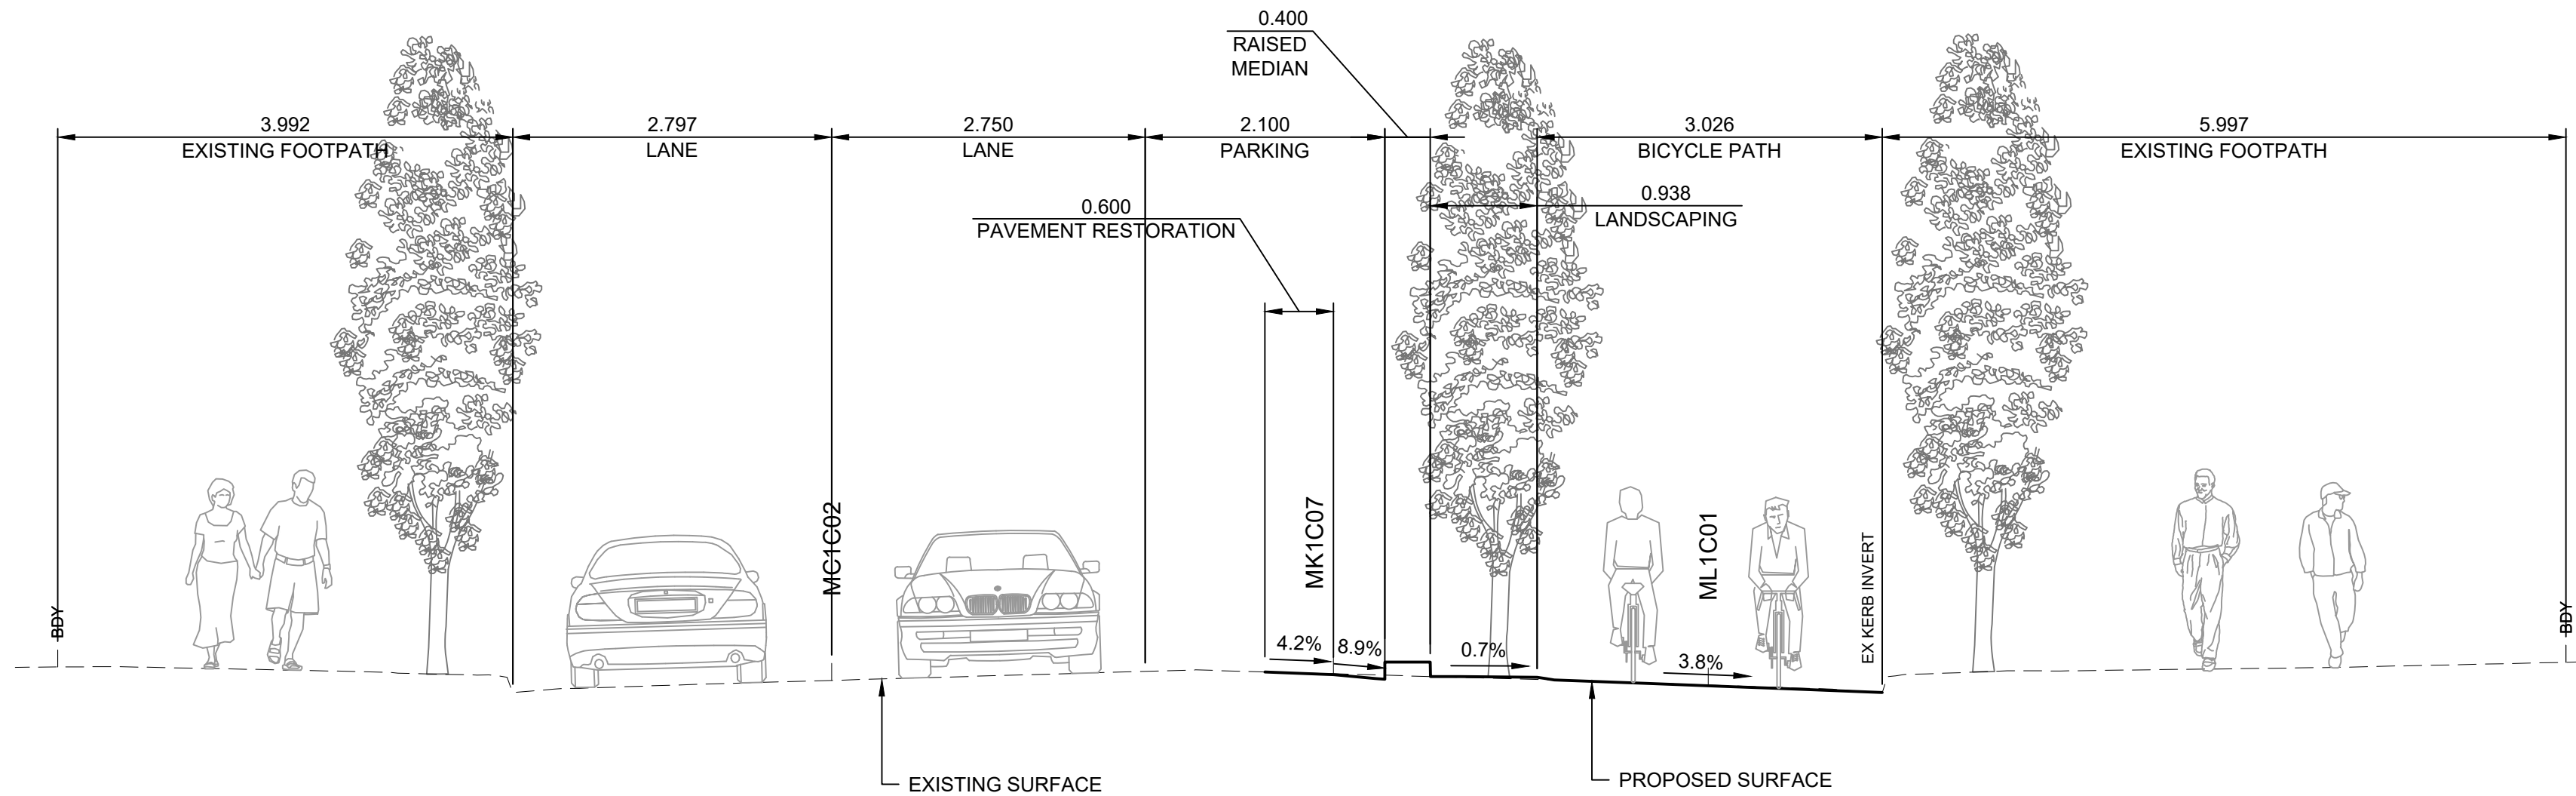 0.400
RAISED
MEDIAN
3.992
EXISTING FOOTPATH
2.797
LANE
2.750
LANE
2.100
PARKING
3.026
BICYCLE PATH
5.997
EXISTING FOOTPATH
0.600
PAVEMENT RESTORATION
0.938
LANDSCAPING
BDY
MC1C02
MK1C07
ML1C01
EX KERB INVERT
BDY
4.2%
8.9%
0.7%
3.8%
EXISTING SURFACE
PROPOSED SURFACE